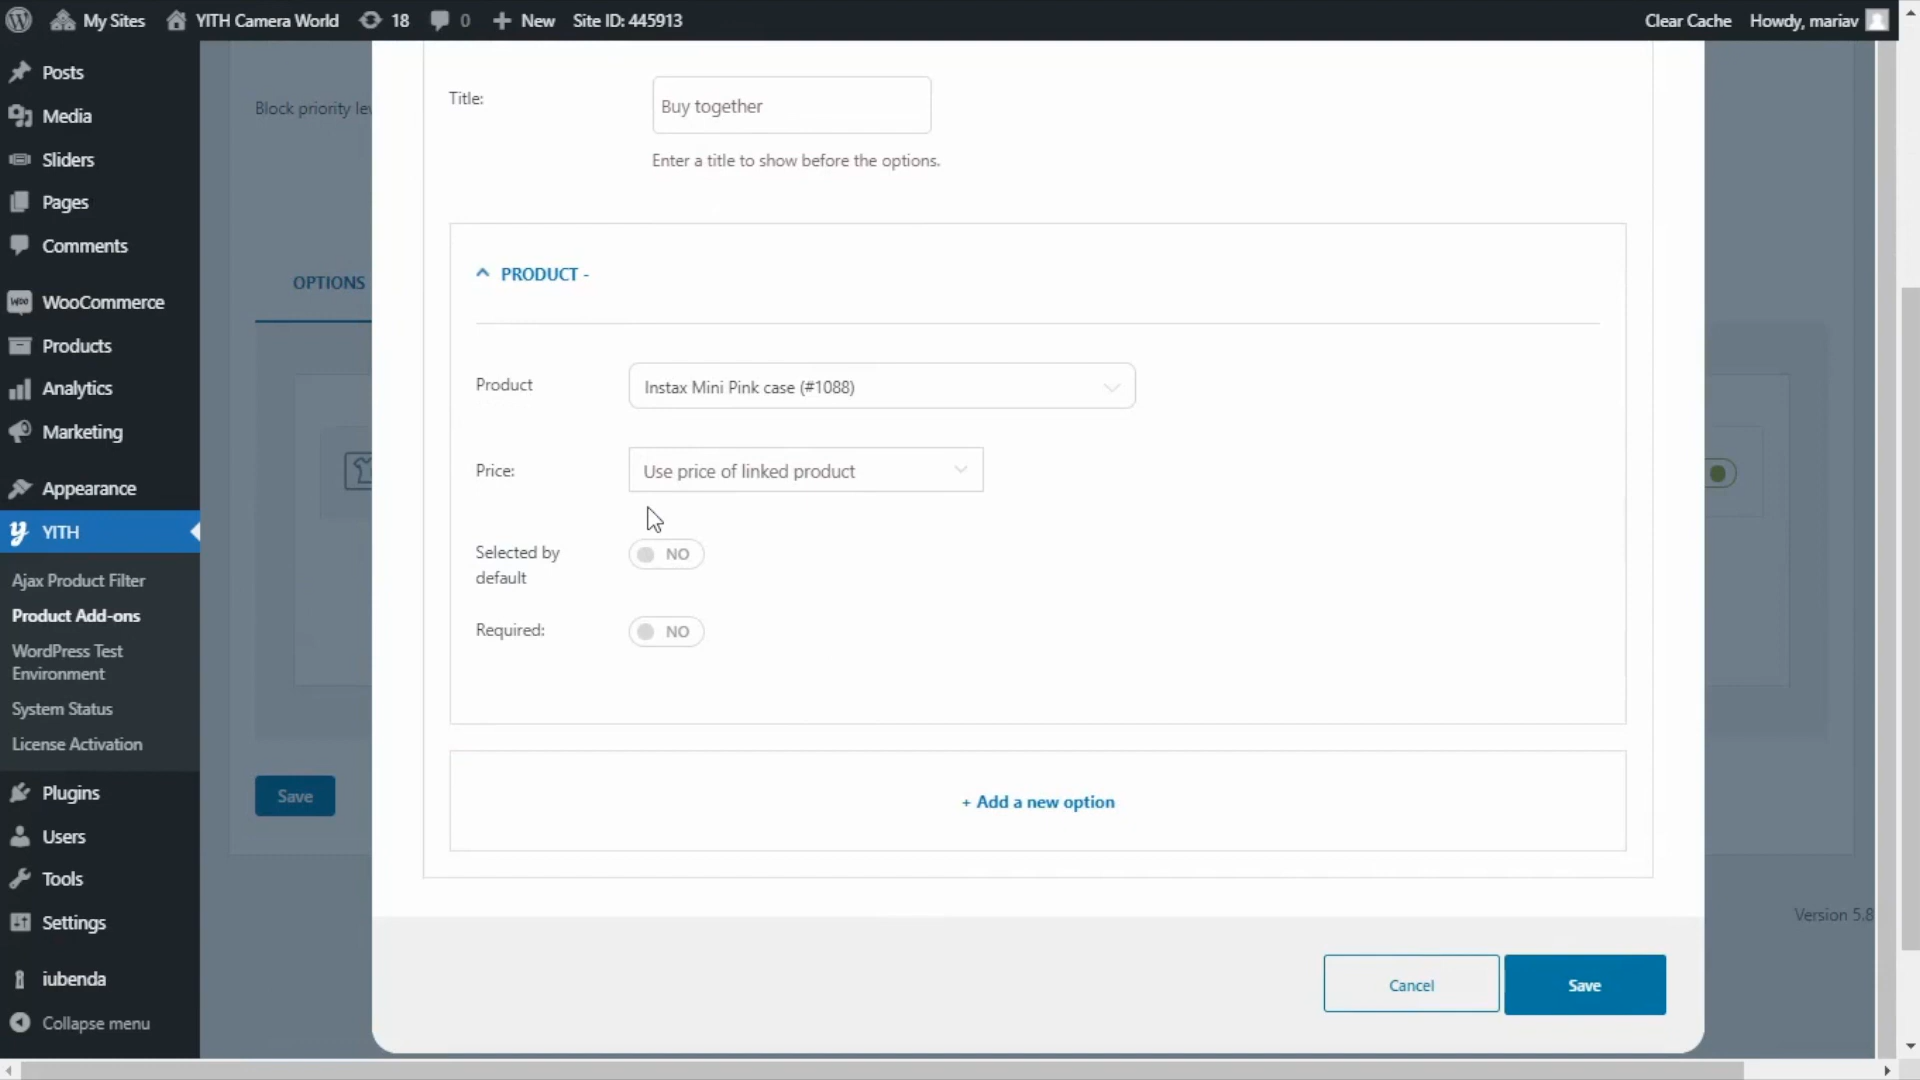 My Sites
YITH Camera World
18
0
New
Site ID: 445913
Clear Cache
Howdy, mariav
Posts
Media
Sliders
Pages
Comments
WooCommerce
Products
Analytics
Marketing
Appearance
YITH
Ajax Product Filter
Product Add-ons
WordPress Test
Environment
System Status
License Activation
Plugins
Users
Tools
Settings
iubenda
Collapse menu
Block priority lev
OPTIONS
Save
Title:
Buy together
Enter a title to show before the options.
PRODUCT -
Product
Instax Mini Pink case (#1088)
Price:
Use price of linked product
Selected by
default
NO
Required:
NO
+ Add a new option
Cancel
Save
Version 5.8